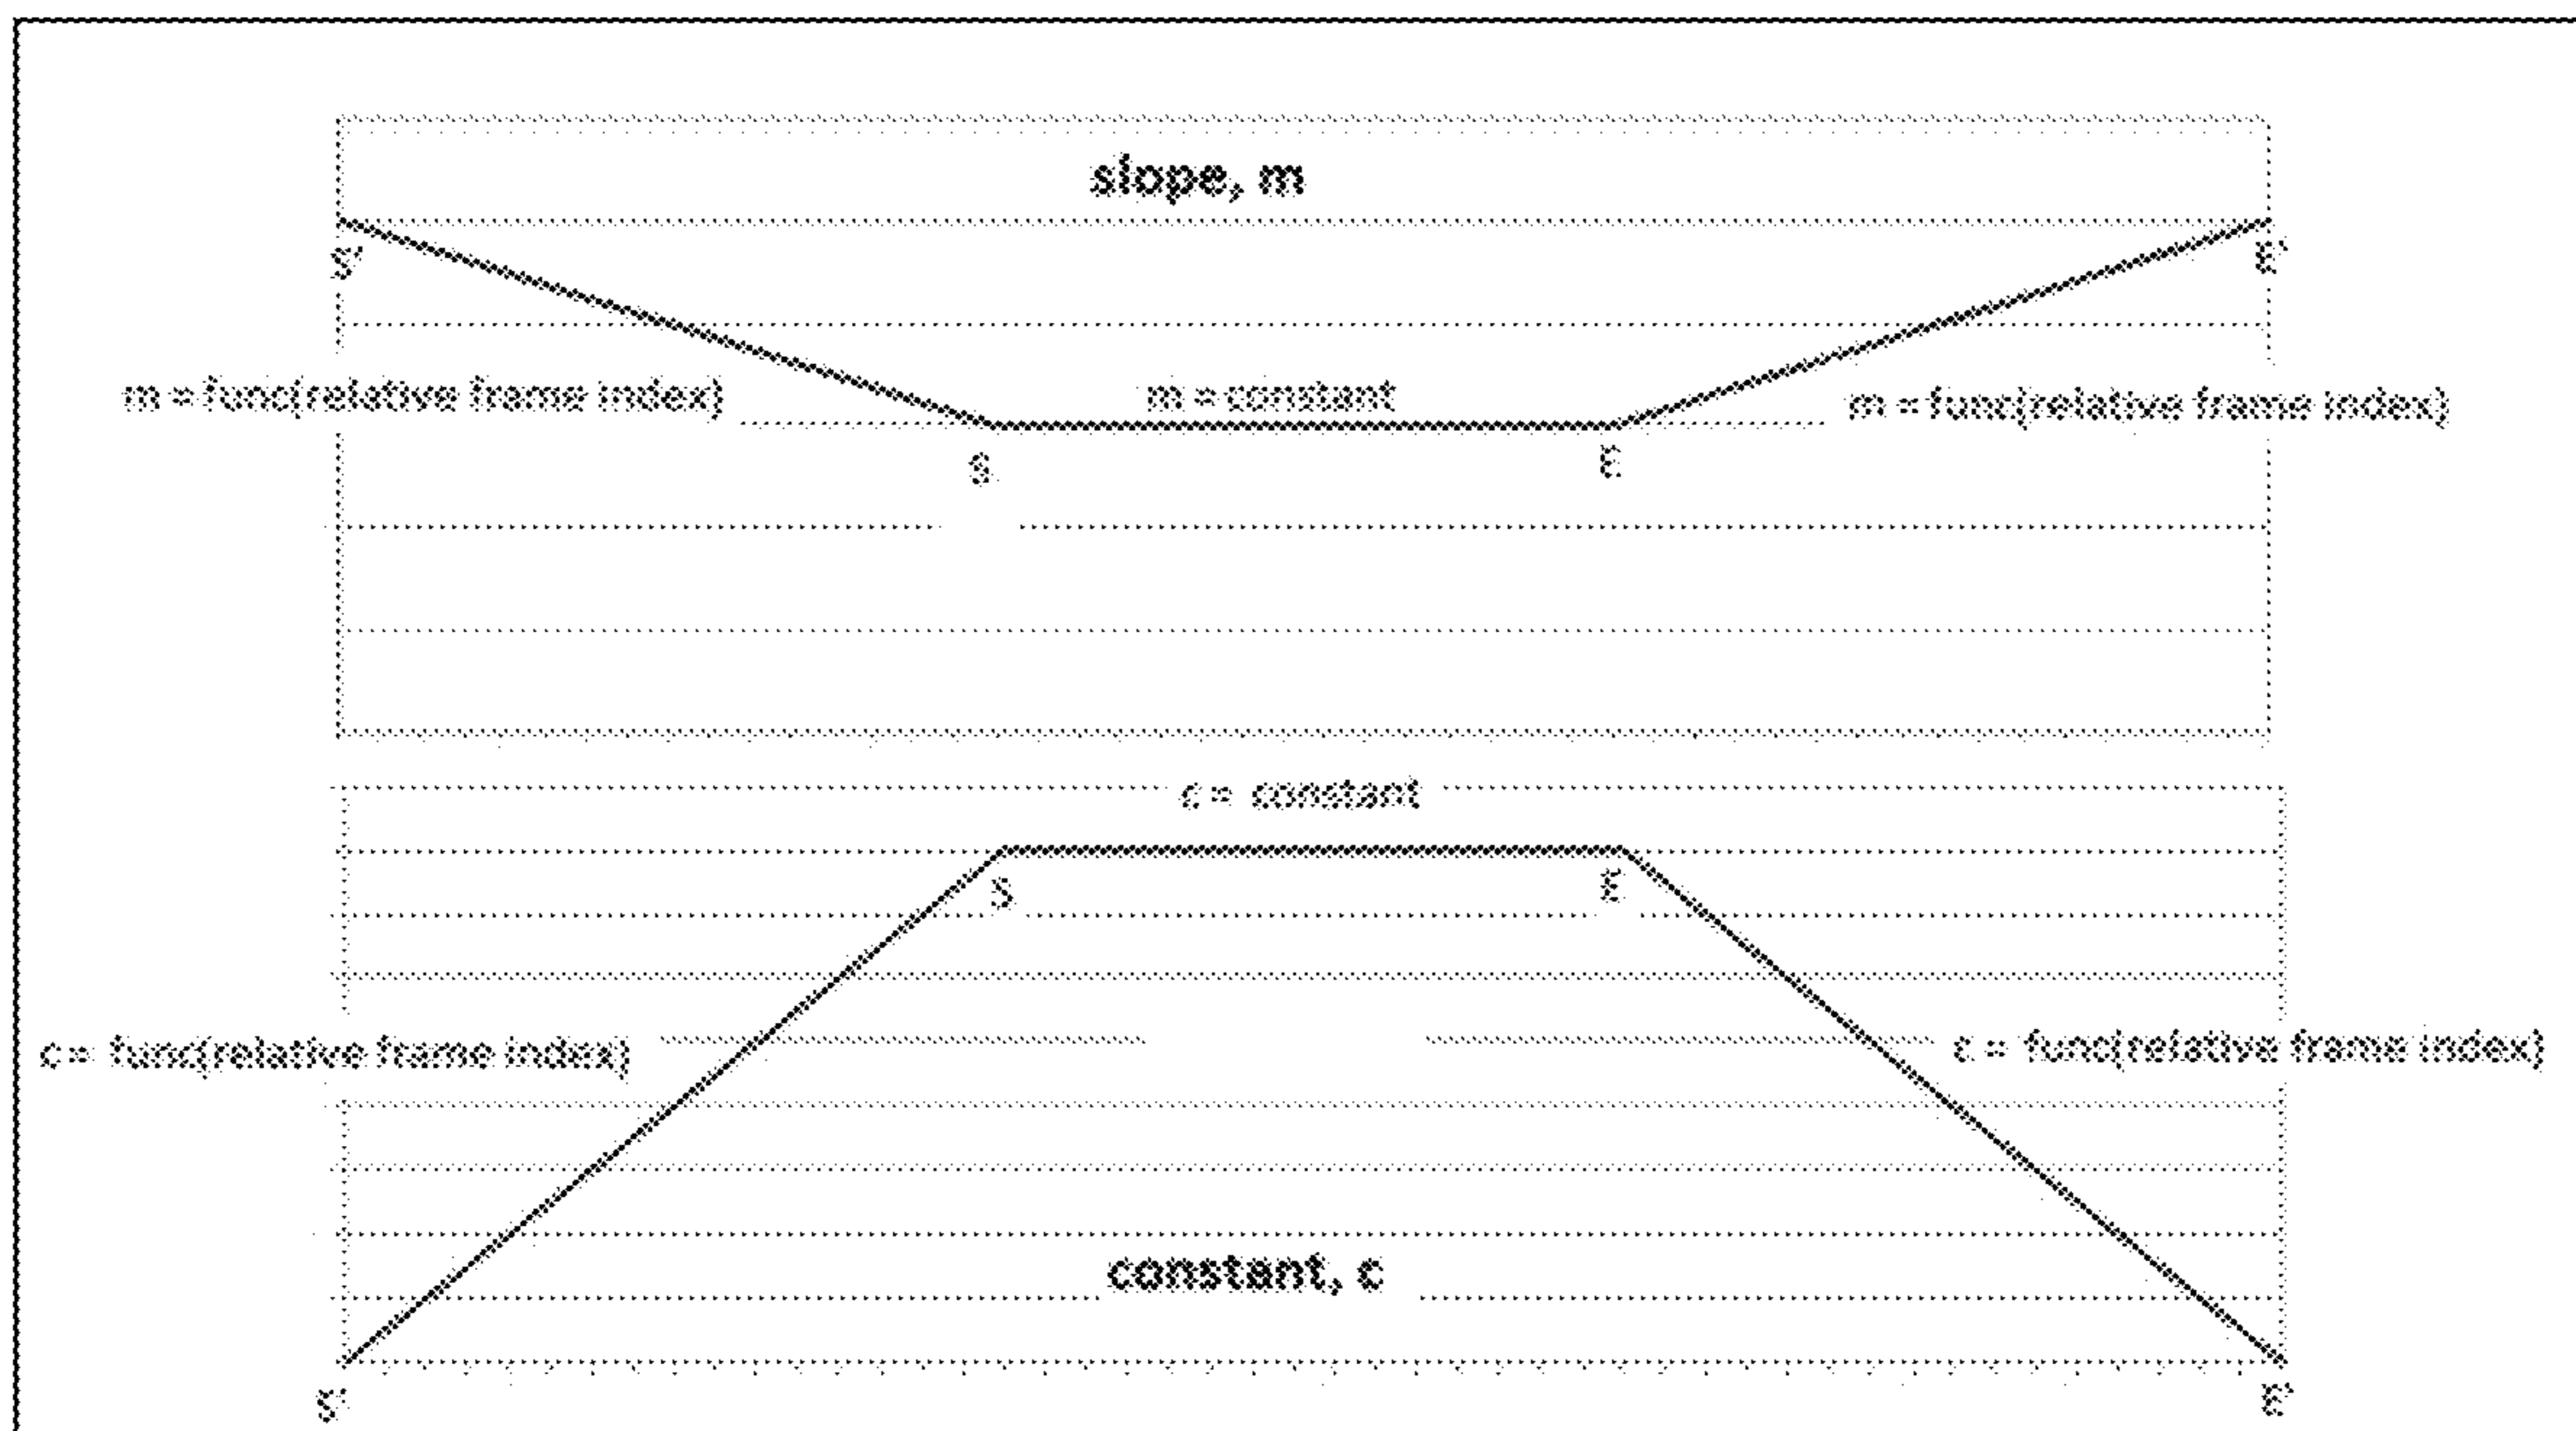 slope, m
S'
E'
m = func(relative frame index)
m = constant
m = func(relative frame index)
S
E
c = constant
S
E
c = func(relative frame index)
c = func(relative frame index)
constant, c
S'
E'